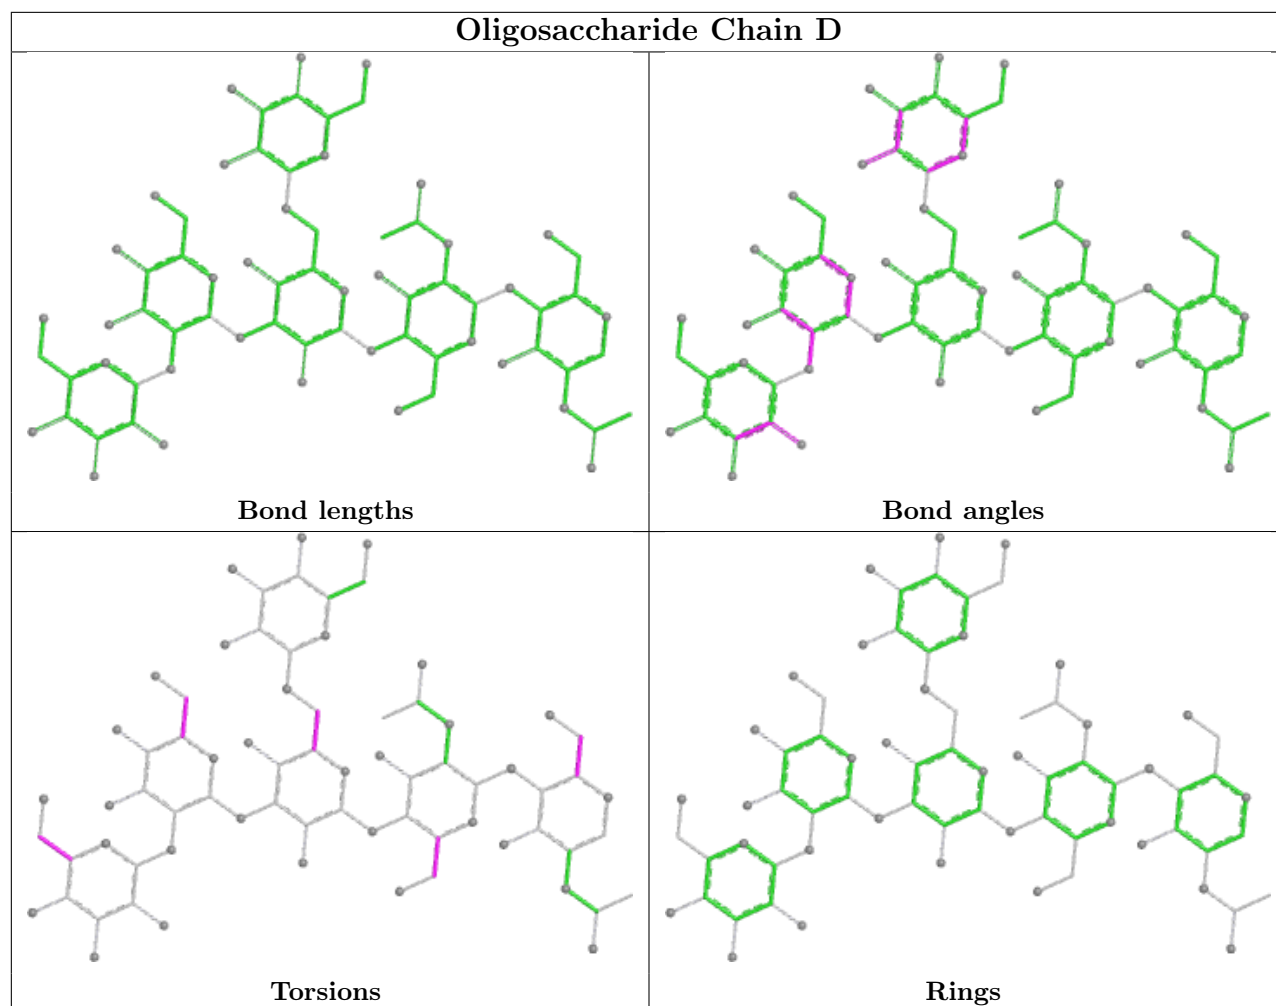 Oligosaccharide Chain D
Bond lengths
Bond angles
Torsions
Rings